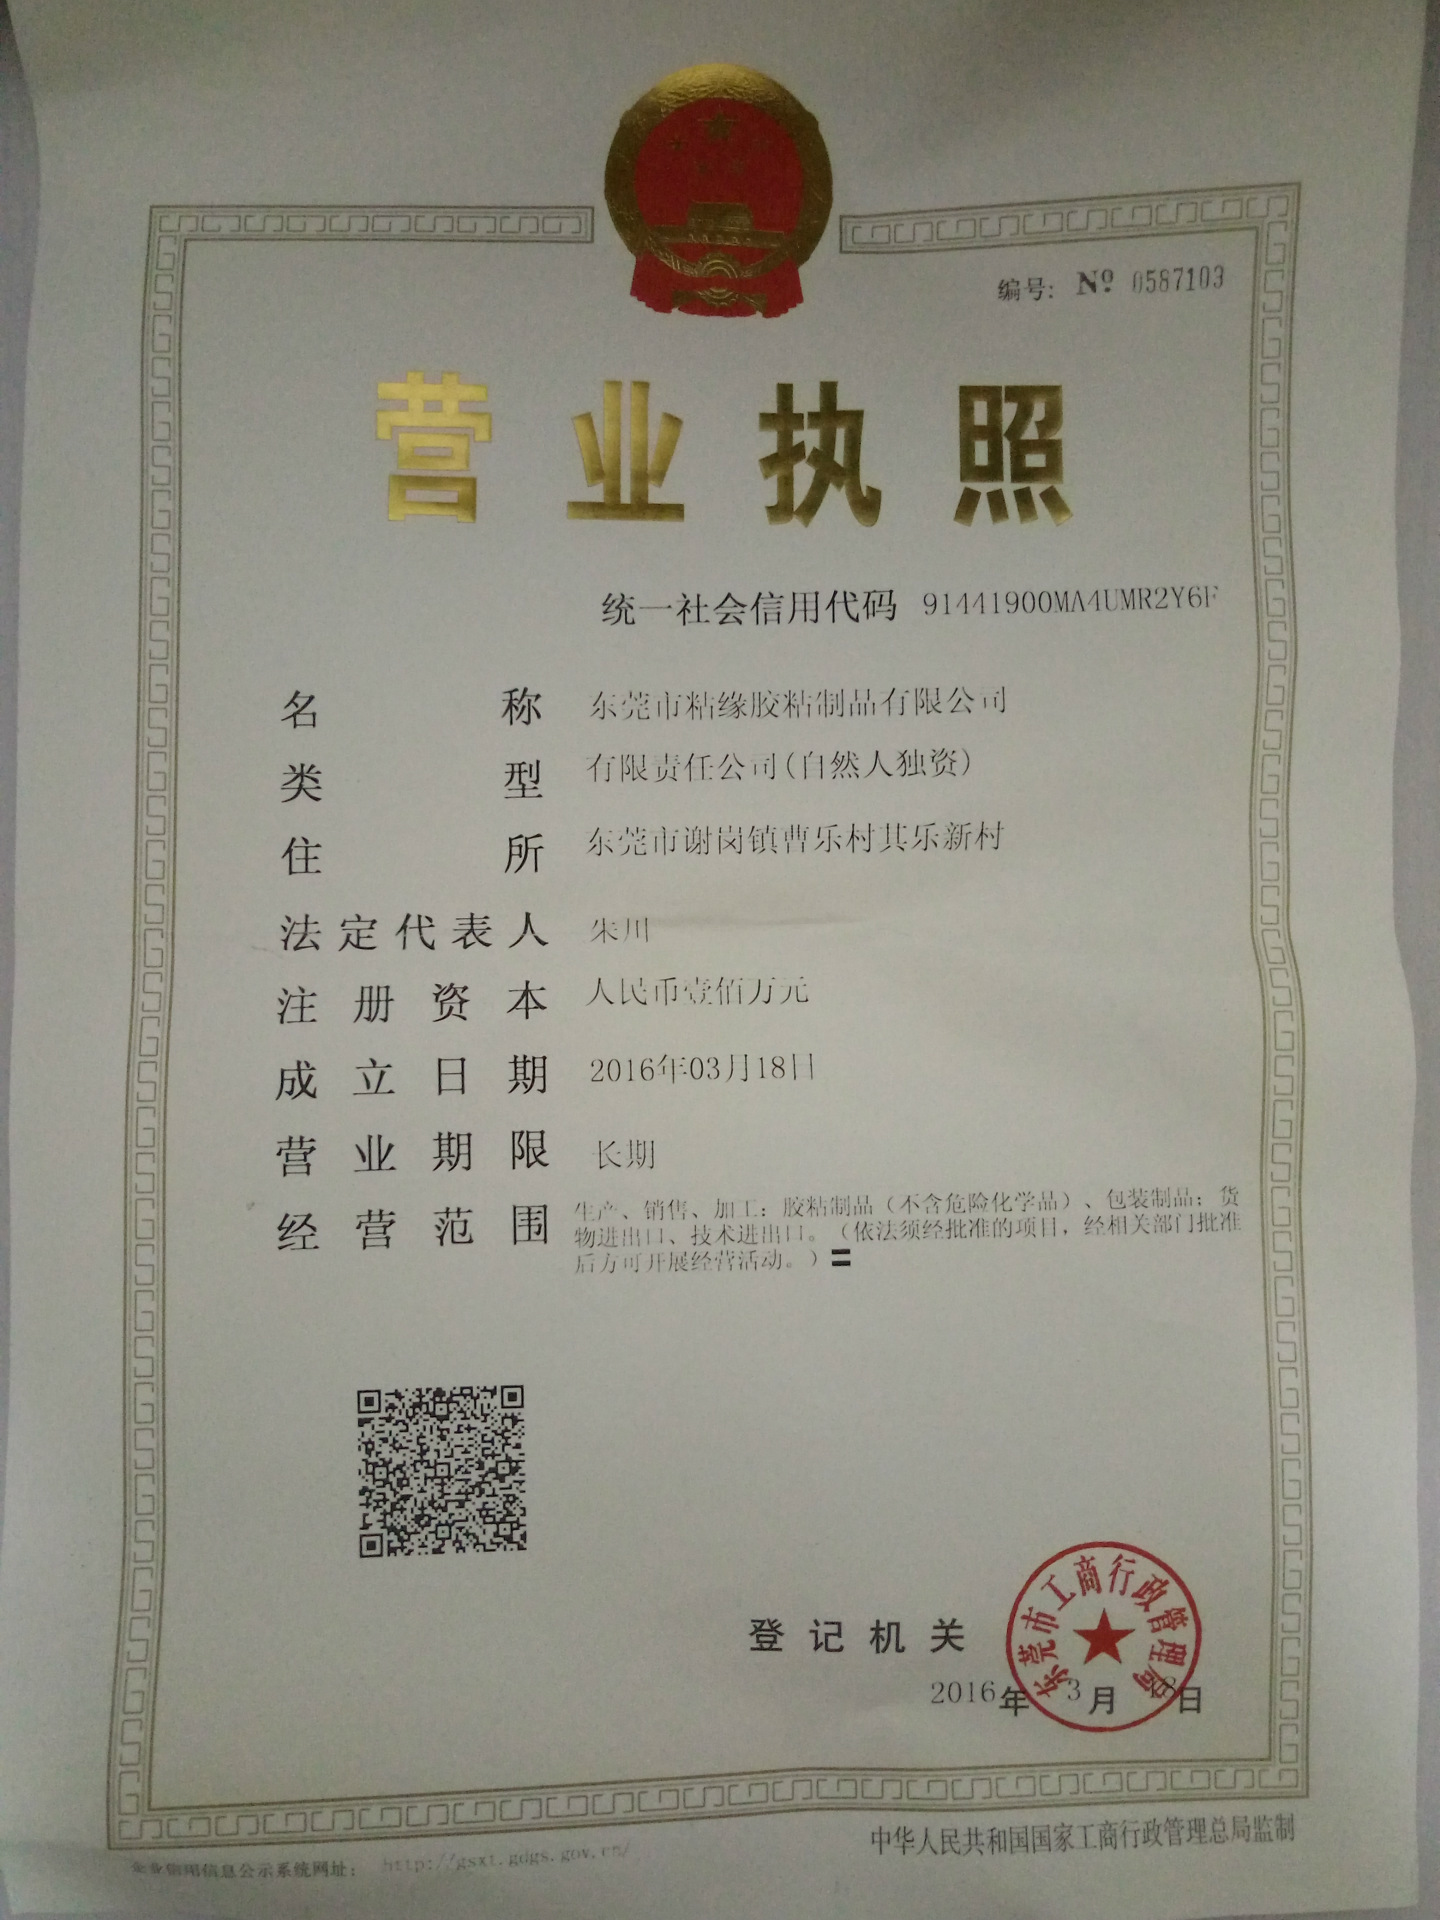 编号: Nº 0587103
营业执照
统一社会信用代码 91441900MA4UMR2Y6F
名称 东莞市粘缘胶粘制品有限公司
类型 有限责任公司(自然人独资)
住所 东莞市谢岗镇曹乐村其乐新村
法定代表人 朱川
注册资本 人民币壹佰万元
成立日期 2016年03月18日
营业期限 长期
经营范围 生产、销售、加工：胶粘制品（不含危险化学品）、包装制品；货
物进出口、技术进出口。（依法须经批准的项目，经相关部门批准
后方可开展经营活动。）〓
东莞市工商行政管理局
登记机关
2016年3月18日
中华人民共和国国家工商行政管理总局监制
企业信用信息公示系统网址： http://gsxt.gdgs.gov.cn/